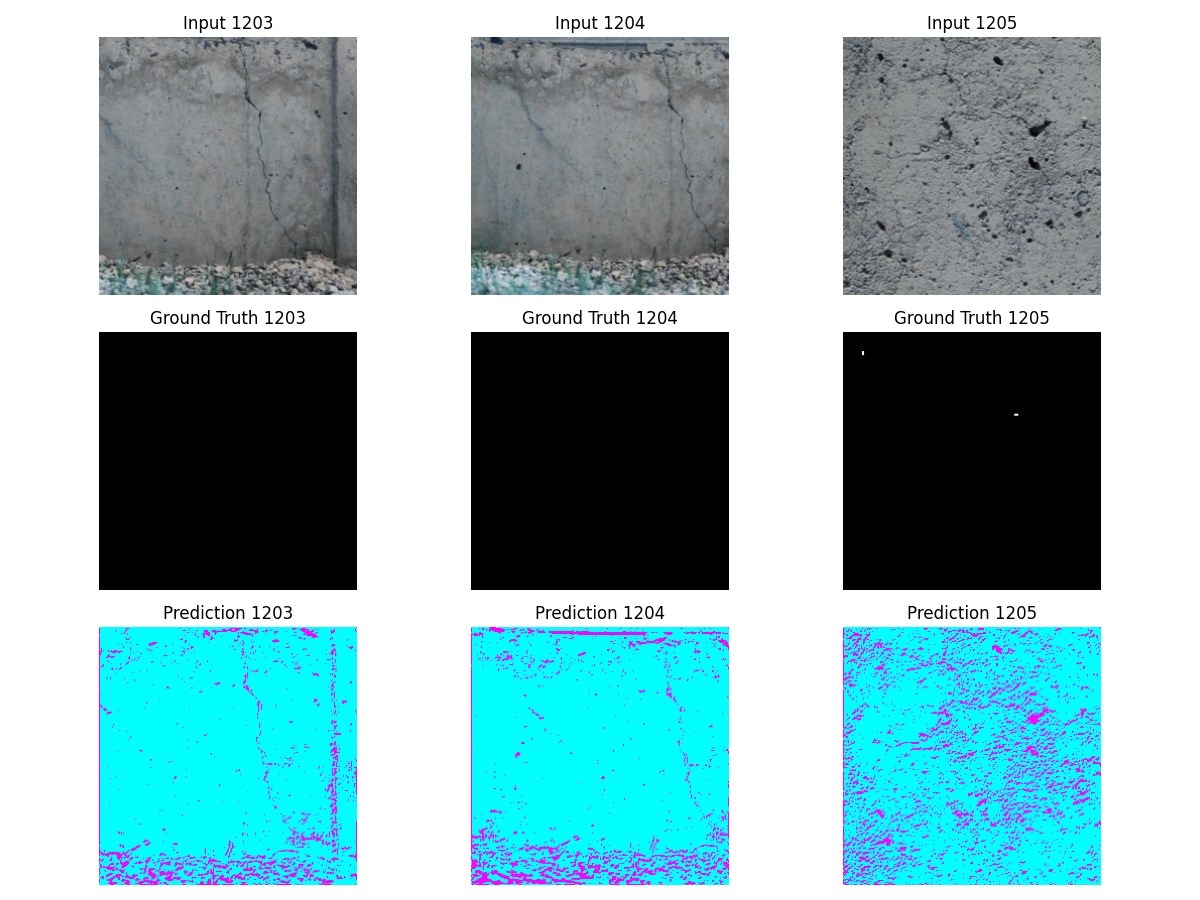 Input 1203
Input 1204
Input 1205
Ground Truth 1203
Ground Truth 1204
Ground Truth 1205
Prediction 1203
Prediction 1204
Prediction 1205